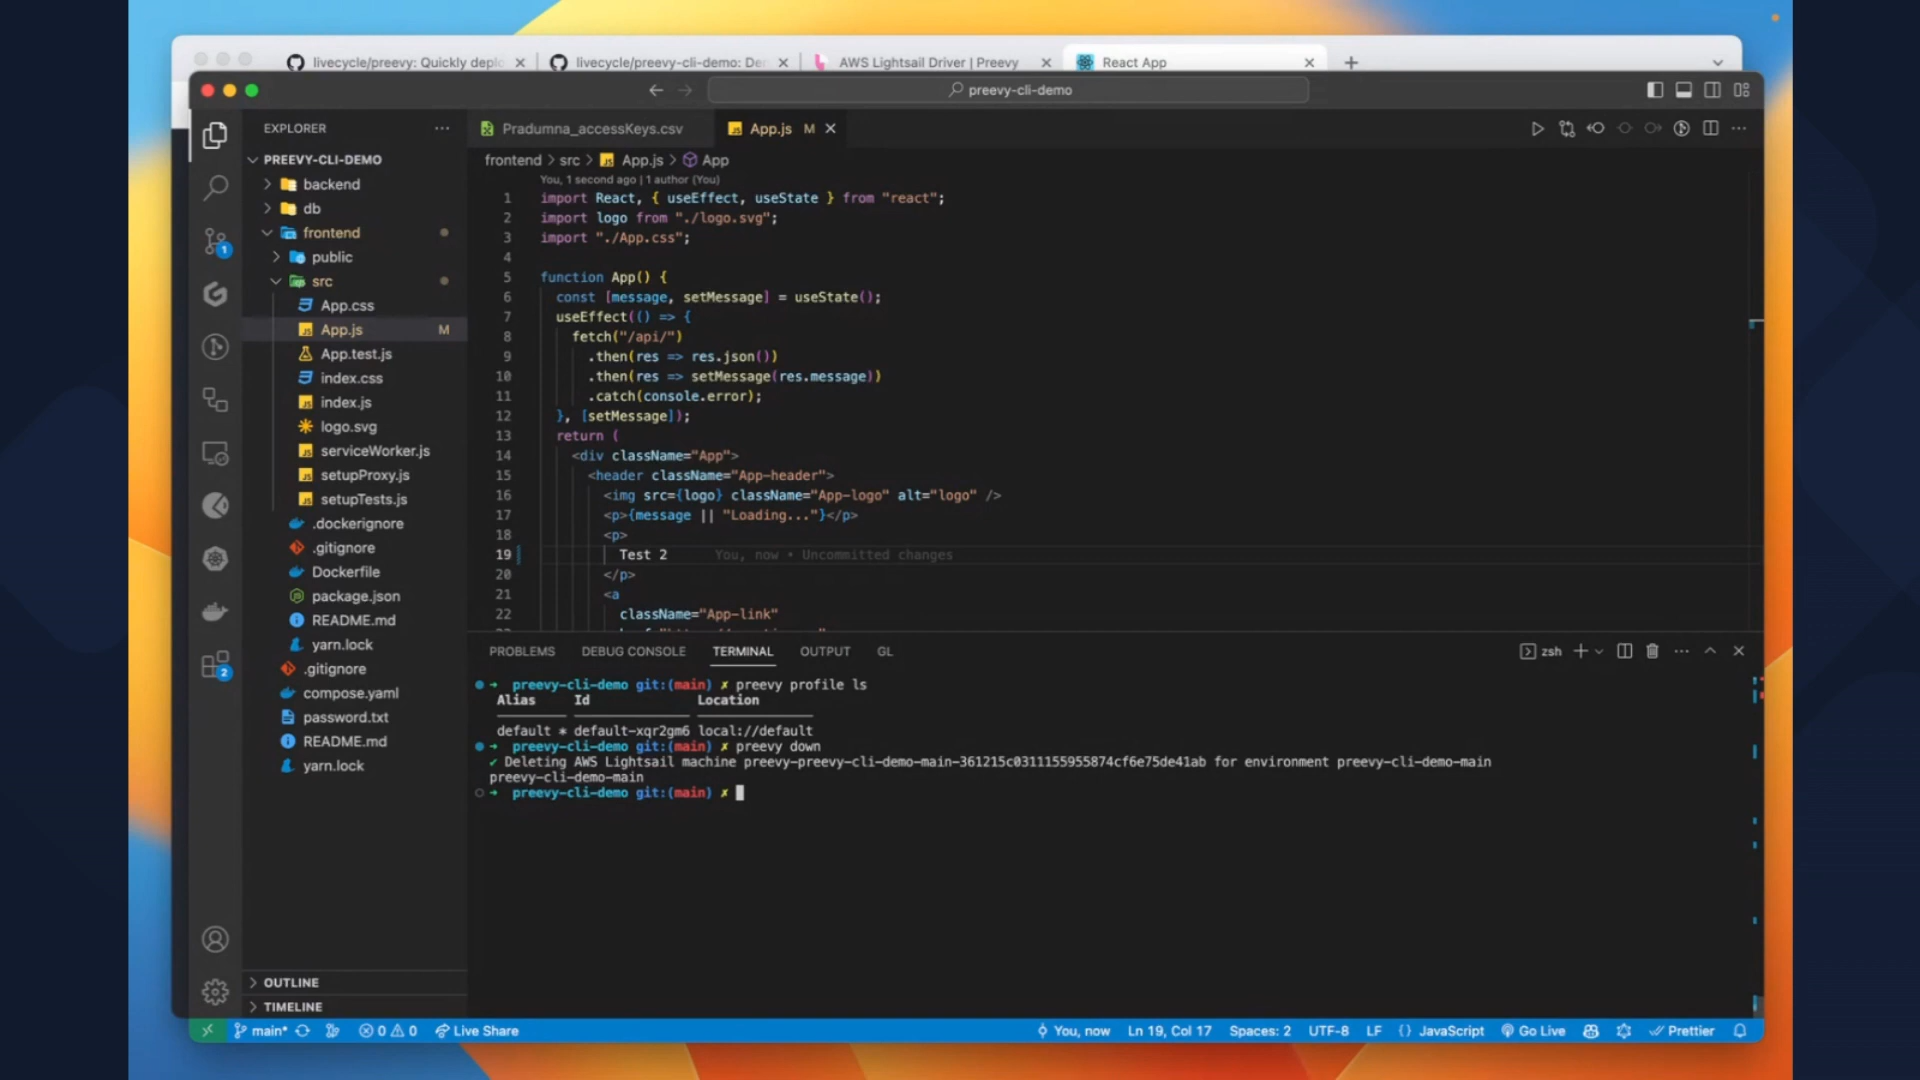 livecycle/preevy: Quickly deplo
livecycle/preevy-cli-demo: De
AWS Lightsail Driver | Preevy
React App
preevy-cli-demo
EXPLORER
Pradumna_accessKeys.csv
App.js M
PREEVY-CLI-DEMO
frontend > src > App.js > App
backend
db
frontend
public
src
App.css
App.js M
App.test.js
index.css
index.js
logo.svg
serviceWorker.js
setupProxy.js
setupTests.js
.dockerignore
.gitignore
Dockerfile
package.json
README.md
yarn.lock
.gitignore
compose.yaml
password.txt
README.md
yarn.lock
OUTLINE
TIMELINE
You, 1 second ago | 1 author (You)
1 import React, { useEffect, useState } from "react";
2 import logo from "./logo.svg";
3 import "./App.css";
4
5 function App() {
6 const [message, setMessage] = useState();
7 useEffect(() => {
8 fetch("/api/")
9 .then(res => res.json())
10 .then(res => setMessage(res.message))
11 .catch(console.error);
12 }, [setMessage]);
13 return (
14 <div className="App">
15 <header className="App-header">
16 <img src={logo} className="App-logo" alt="logo" />
17 <p>{message || "Loading..."}</p>
18 <p>
19 Test 2 You, now • Uncommitted changes
20 </p>
21 <a
22 className="App-link"
PROBLEMS DEBUG CONSOLE TERMINAL OUTPUT GL
zsh
preevy-cli-demo git:(main) ✗ preevy profile ls
Alias Id Location
default * default-xqr2gm6 local://default
preevy-cli-demo git:(main) ✗ preevy down
✔ Deleting AWS Lightsail machine preevy-preevy-cli-demo-main-361215c0311155955874cf6e75de41ab for environment preevy-cli-demo-main
preevy-cli-demo-main
preevy-cli-demo git:(main) ✗
1
2
main* 0 0 Live Share
You, now Ln 19, Col 17 Spaces: 2 UTF-8 LF {} JavaScript Go Live Prettier